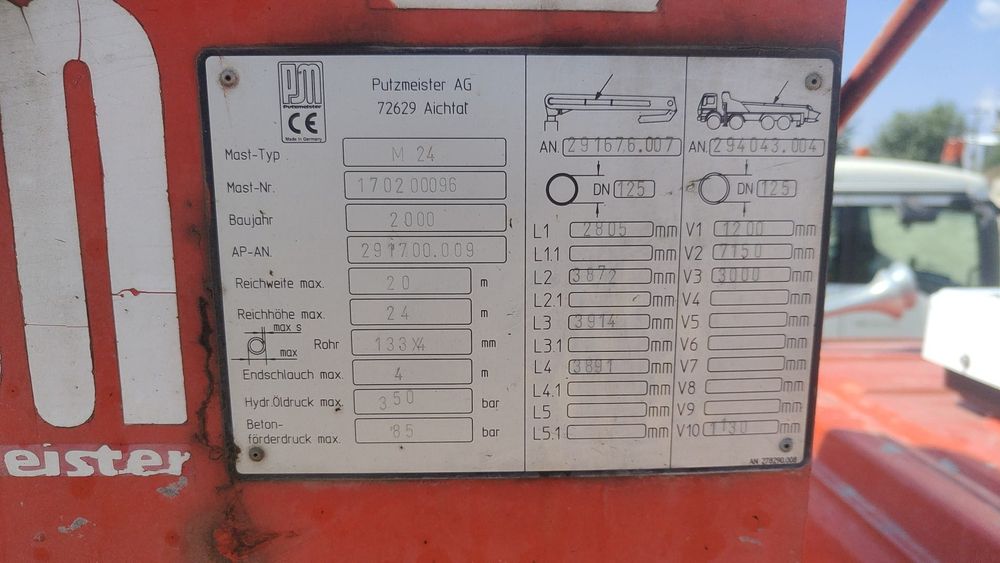 PM
Putzmeister
CE
Made in Germany
Putzmeister AG
72629 Aichtal
Mast-Typ M 24
Mast-Nr. 170200096
Baujahr 2000
AP-AN. 291700.009
Reichweite max. 20 m
Reichhöhe max. 24 m
max s
max
Rohr 133X4 mm
Endschlauch max. 4 m
Hydr.Öldruck max. 350 bar
Beton-
förderdruck max. 85 bar
AN. 291676.007
DN 125
L1 2805 mm
L1.1 mm
L2 3872 mm
L2.1 mm
L3 3914 mm
L3.1 mm
L4 3891 mm
L4.1 mm
L5 mm
L5.1 mm
AN. 294043.004
DN 125
V1 1200 mm
V2 7150 mm
V3 3000 mm
V4 mm
V5 mm
V6 mm
V7 mm
V8 mm
V9 mm
V10 1130 mm
AN 278290.008
eister